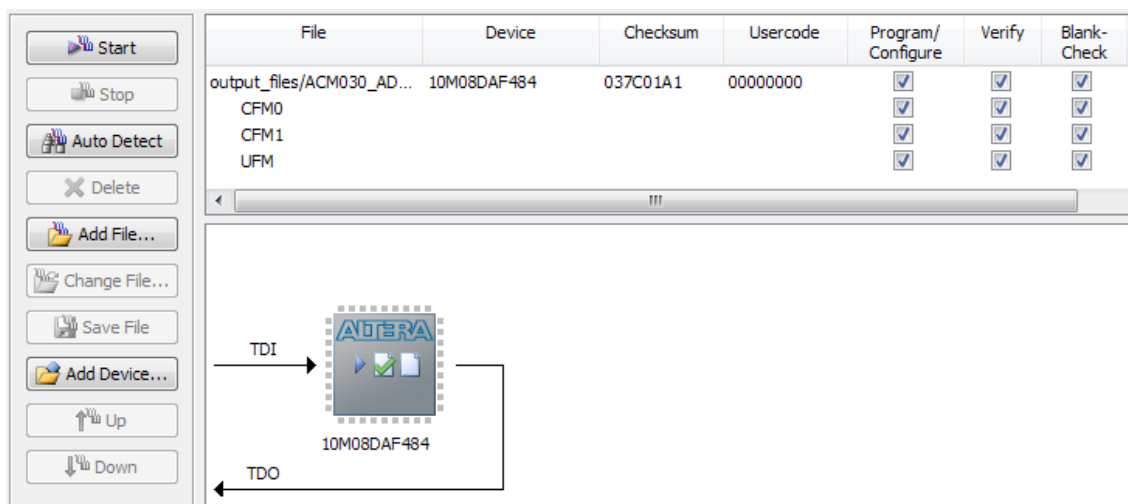 Start
Stop
Auto Detect
Delete
Add File...
Change File...
Save File
Add Device...
Up
Down
File Device Checksum Usercode Program/ Verify Blank-
Configure Check
output_files/ACM030_AD... 10M08DAF484 037C01A1 00000000
CFM0
CFM1
UFM
ALTERA
TDI
10M08DAF484
TDO